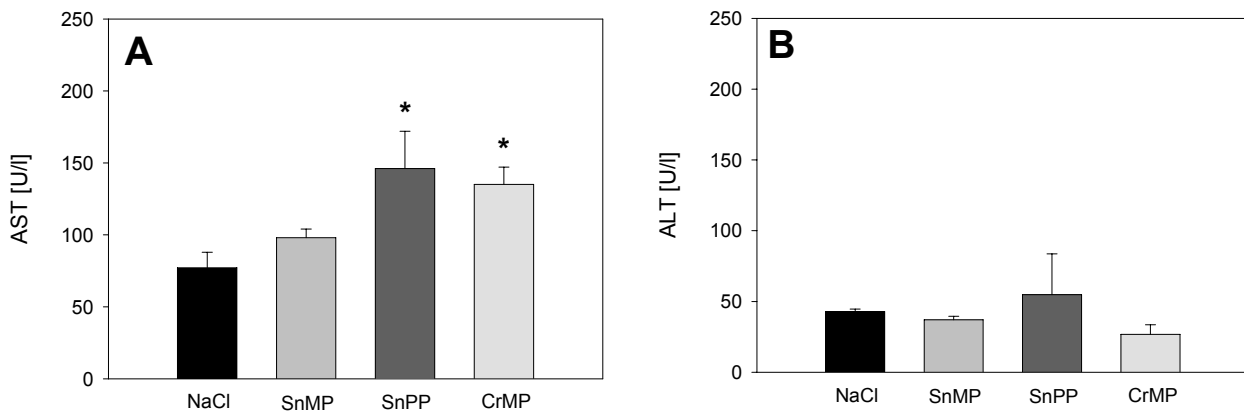 A
AST [U/l]
250
200
150
100
50
0
* *
NaCl SnMP SnPP CrMP
B
ALT [U/l]
250
200
150
100
50
0
NaCl SnMP SnPP CrMP